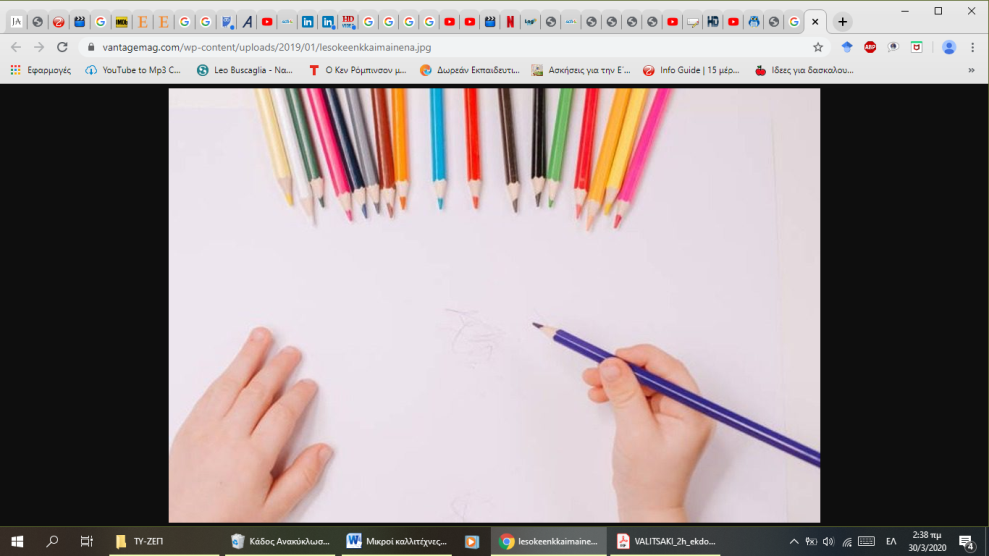 vantagemag.com/wp-content/uploads/2019/01/lesokeenkkaimainena.jpg
Εφαρμογές
YouTube to Mp3 C...
Leo Buscaglia - Να...
Ο Κεν Ρόμπινσον μ...
Δωρεάν Εκπαιδευτι...
Ασκήσεις για την Ε΄...
Info Guide | 15 μέρ...
Ιδεες για δασκαλου...
»
ΤΥ-ΖΕΠ
Κάδος Ανακύκλωσ...
Μικροί καλλιτέχνες...
lesokeenkkaimaine...
VALITSAKI_2h_ekdo...
ΕΛ
2:38 πμ
30/3/2020
4